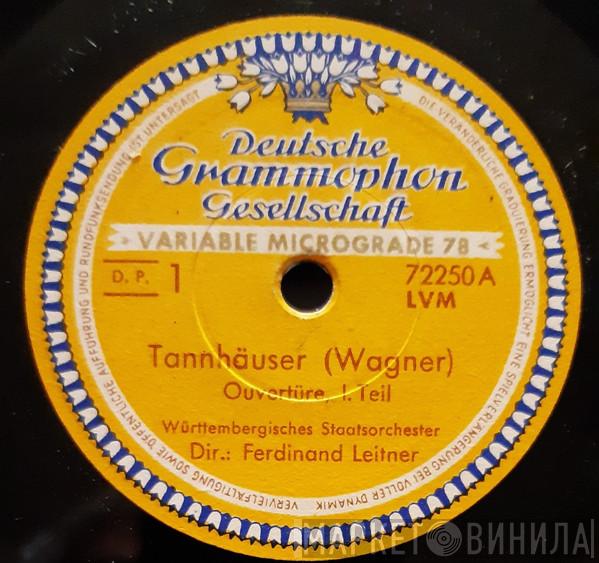 Deutsche
Grammophon
Gesellschaft
VARIABLE MICROGRADE 78
D. P. 1
72250 A
LVM
Tannhäuser (Wagner)
Ouvertüre, I. Teil
Württembergisches Staatsorchester
Dir.: Ferdinand Leitner
DIE VERÄNDERLICHE GRADUIERUNG ERMÖGLICHT EINE SPIELVERLÄNGERUNG BEI VOLLER DYNAMIK
VERVIELFÄLTIGUNG SOWIE ÖFFENTLICHE AUFFÜHRUNG UND RUNDFUNKSENDUNG IST UNTERSAGT
МАРКЕТ ВИНИЛА